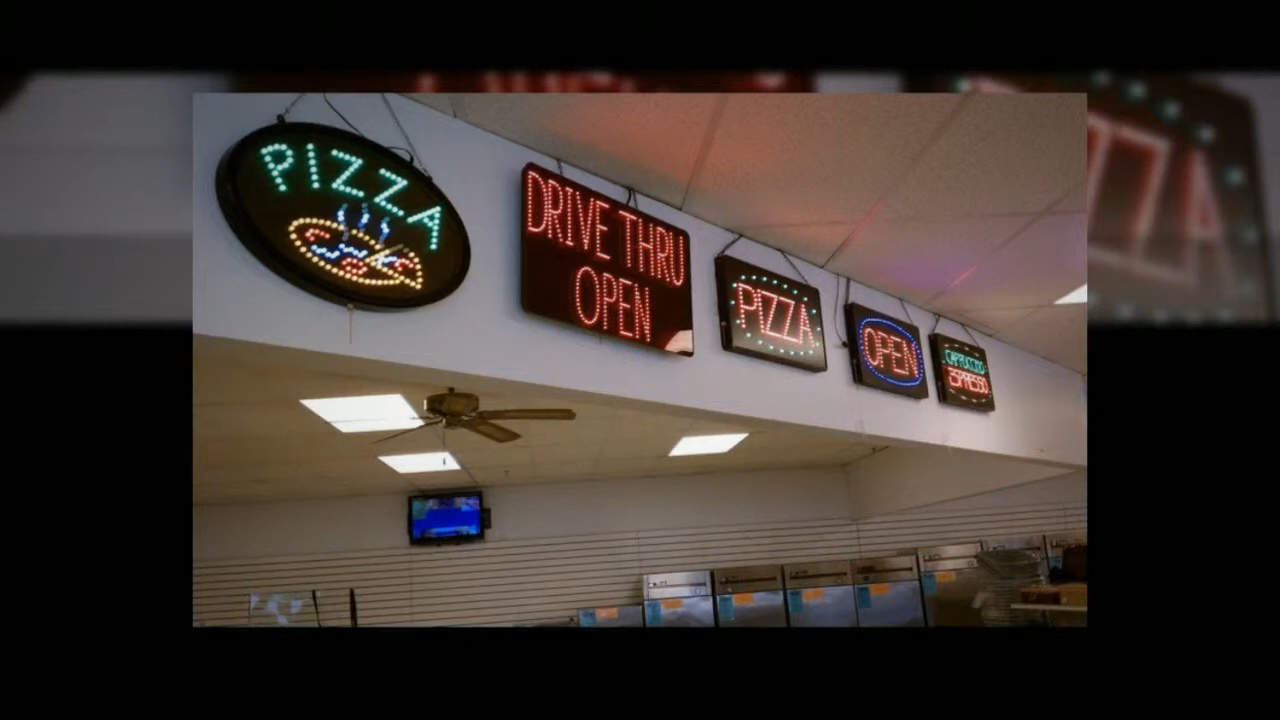 PIZZA
DRIVE THRU
OPEN
PIZZA
OPEN
CAPPUCCINO
ESPRESSO